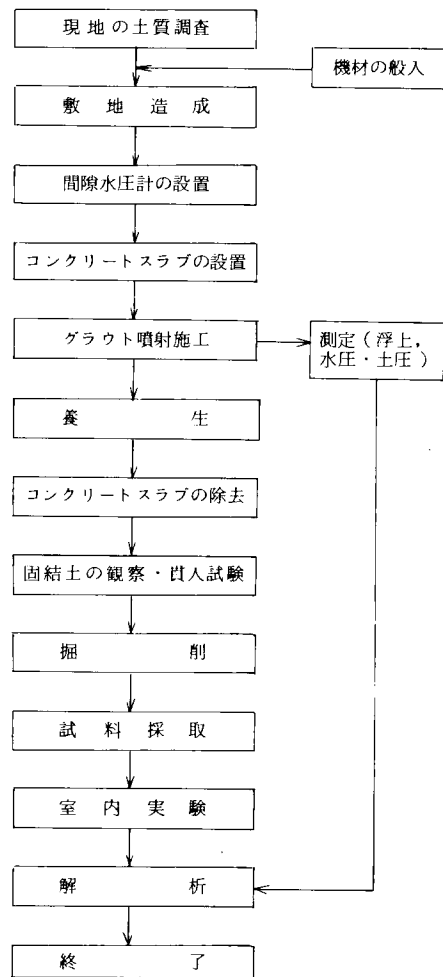 現地の土質調査
機材の般入
敷地造成
間隙水圧計の設置
コンクリートスラブの設置
グラウト噴射施工
測定(浮上,
水圧・土圧)
養生
コンクリートスラブの除去
固結土の観察・貫入試験
掘削
試料採取
室内実験
解析
終了